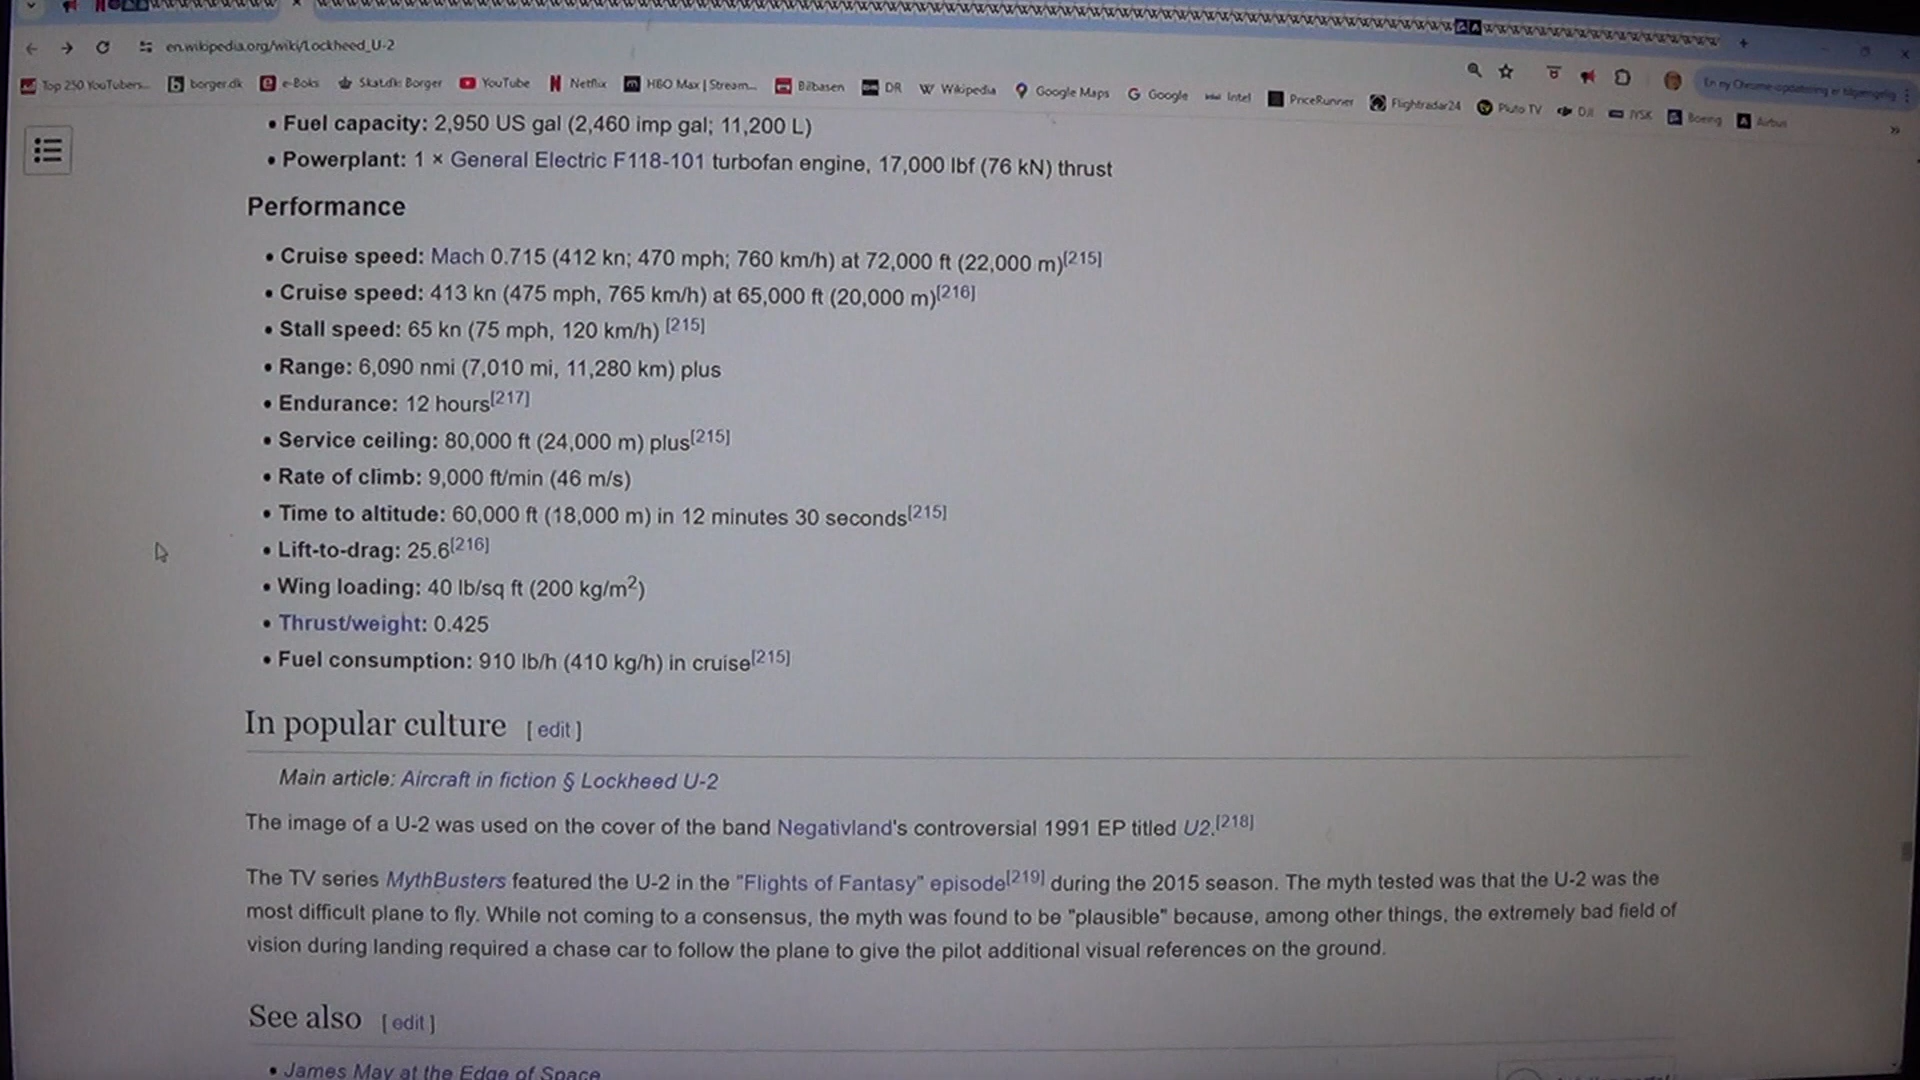 en.wikipedia.org/wiki/Lockheed_U-2
Top 250 YouTubers... borger.dk e-Boks Skat.dk: Borger YouTube Netflix HBO Max | Stream... Bilbasen DR Wikipedia Google Maps Google Intel PriceRunner Flightradar24 Pluto TV DJI JYSK Boeing Airbus »
En ny Chrome-opdatering er tilgængelig
• Fuel capacity: 2,950 US gal (2,460 imp gal; 11,200 L)
• Powerplant: 1 × General Electric F118-101 turbofan engine, 17,000 lbf (76 kN) thrust
Performance
• Cruise speed: Mach 0.715 (412 kn; 470 mph; 760 km/h) at 72,000 ft (22,000 m)[215]
• Cruise speed: 413 kn (475 mph, 765 km/h) at 65,000 ft (20,000 m)[216]
• Stall speed: 65 kn (75 mph, 120 km/h) [215]
• Range: 6,090 nmi (7,010 mi, 11,280 km) plus
• Endurance: 12 hours[217]
• Service ceiling: 80,000 ft (24,000 m) plus[215]
• Rate of climb: 9,000 ft/min (46 m/s)
• Time to altitude: 60,000 ft (18,000 m) in 12 minutes 30 seconds[215]
• Lift-to-drag: 25.6[216]
• Wing loading: 40 lb/sq ft (200 kg/m²)
• Thrust/weight: 0.425
• Fuel consumption: 910 lb/h (410 kg/h) in cruise[215]
In popular culture [ edit ]
Main article: Aircraft in fiction § Lockheed U-2
The image of a U-2 was used on the cover of the band Negativland's controversial 1991 EP titled U2.[218]
The TV series MythBusters featured the U-2 in the "Flights of Fantasy" episode[219] during the 2015 season. The myth tested was that the U-2 was the
most difficult plane to fly. While not coming to a consensus, the myth was found to be "plausible" because, among other things, the extremely bad field of
vision during landing required a chase car to follow the plane to give the pilot additional visual references on the ground.
See also [ edit ]
• James May at the Edge of Space